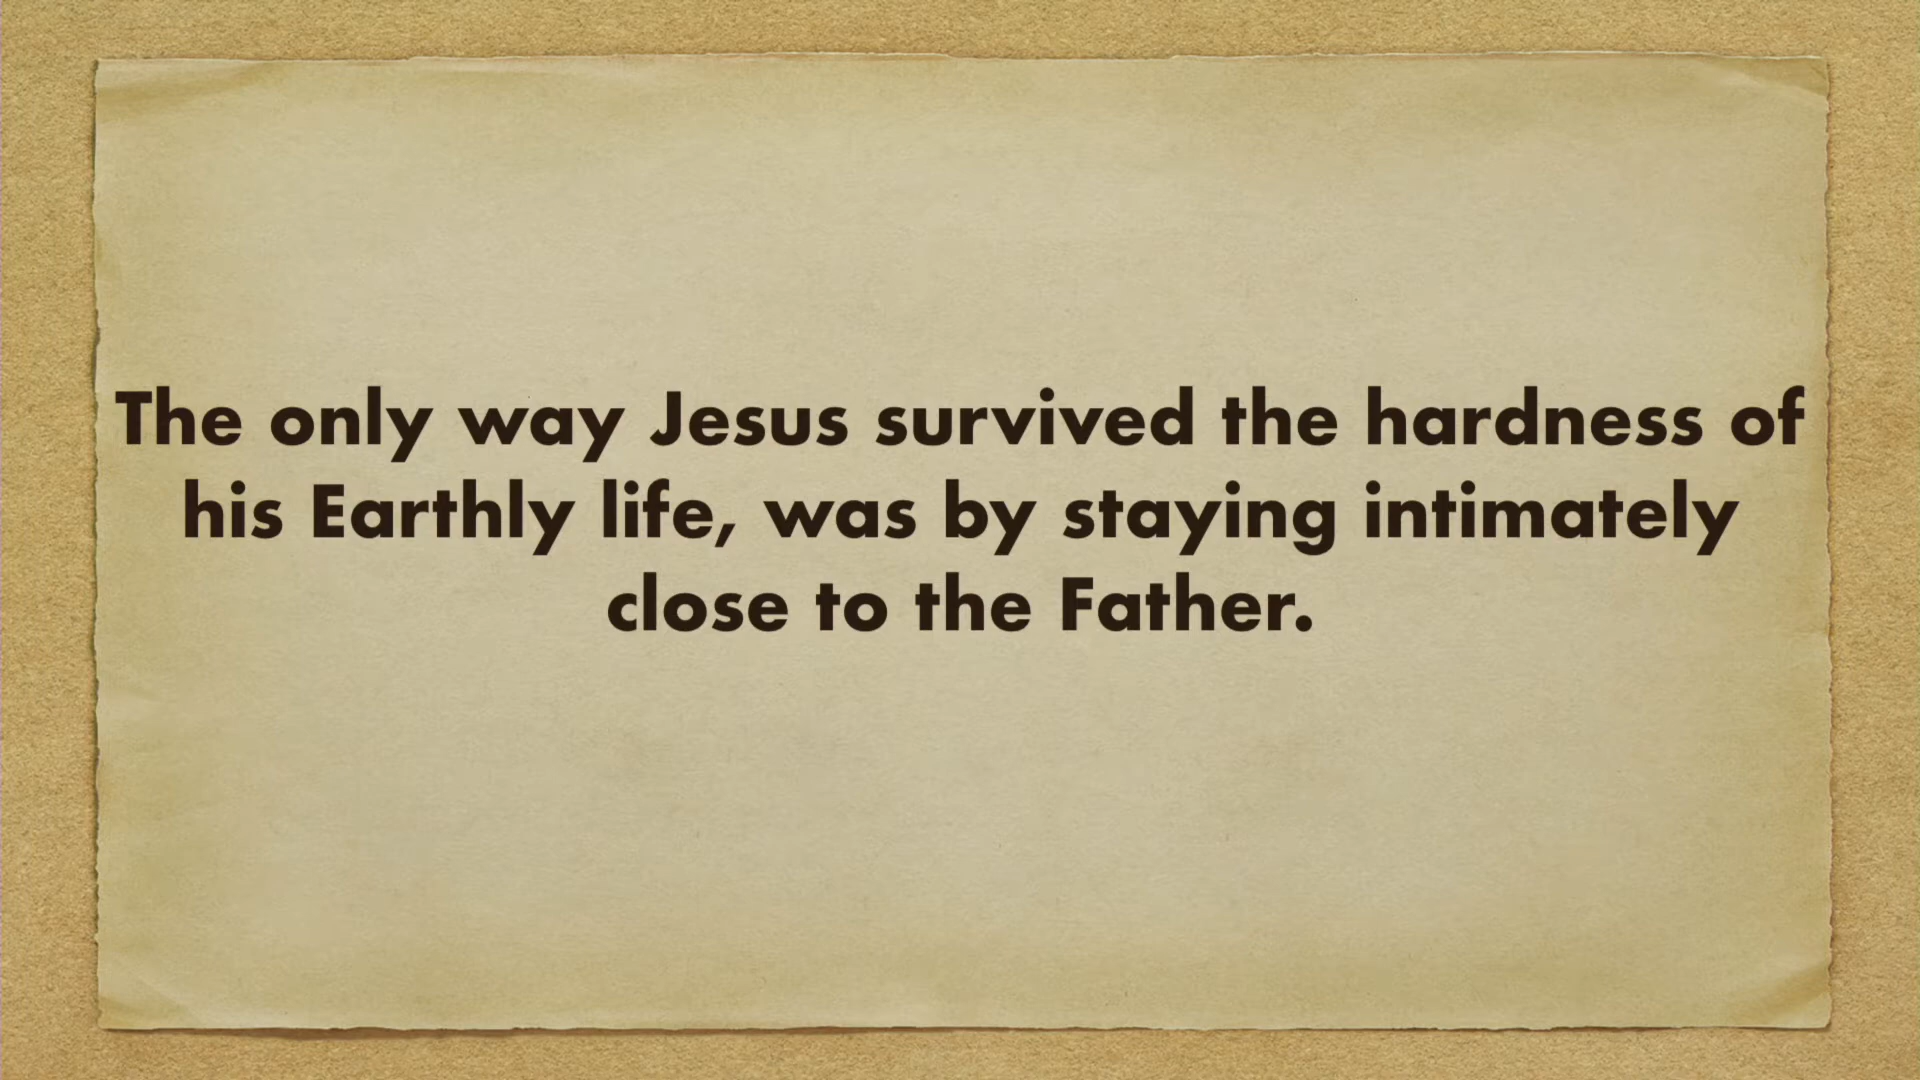 The only way Jesus survived the hardness of
his Earthly life, was by staying intimately
close to the Father.